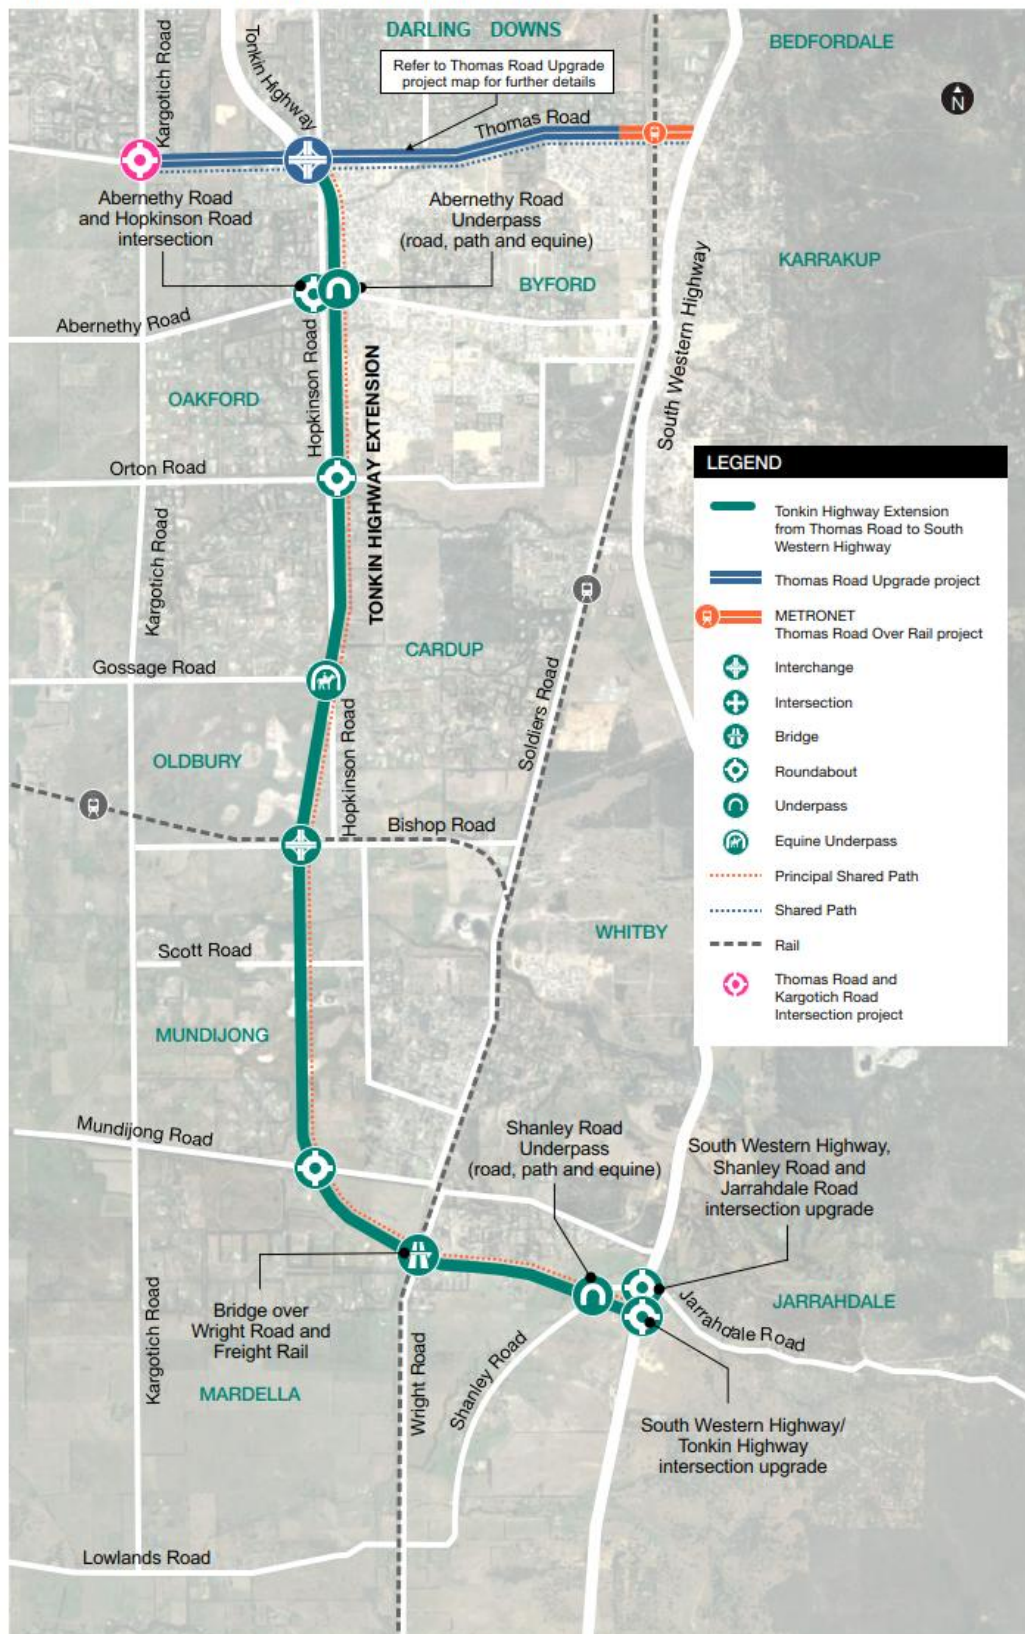 DARLING DOWNS
BEDFORDALE
Kargotich Road
Tonkin Highway
Refer to Thomas Road Upgrade
project map for further details
N
Thomas Road
Abernethy Road
and Hopkinson Road
intersection
Abernethy Road
Underpass
(road, path and equine)
KARRAKUP
BYFORD
South Western Highway
Abernethy Road
Hopkinson Road
TONKIN HIGHWAY EXTENSION
OAKFORD
Orton Road
LEGEND
Tonkin Highway Extension
from Thomas Road to South
Western Highway
Thomas Road Upgrade project
METRONET
Thomas Road Over Rail project
Interchange
Intersection
Bridge
Roundabout
Underpass
Equine Underpass
Principal Shared Path
Shared Path
Rail
Thomas Road and
Kargotich Road
Intersection project
Kargotich Road
CARDUP
Gossage Road
Soldiers Road
OLDBURY
Hopkinson Road
Bishop Road
WHITBY
Scott Road
MUNDIJONG
Mundijong Road
Shanley Road
Underpass
(road, path and equine)
South Western Highway,
Shanley Road and
Jarrahdale Road
intersection upgrade
Kargotich Road
Bridge over
Wright Road and
Freight Rail
JARRAHDALE
Jarrahdale Road
Wright Road
Shanley Road
MARDELLA
South Western Highway/
Tonkin Highway
intersection upgrade
Lowlands Road